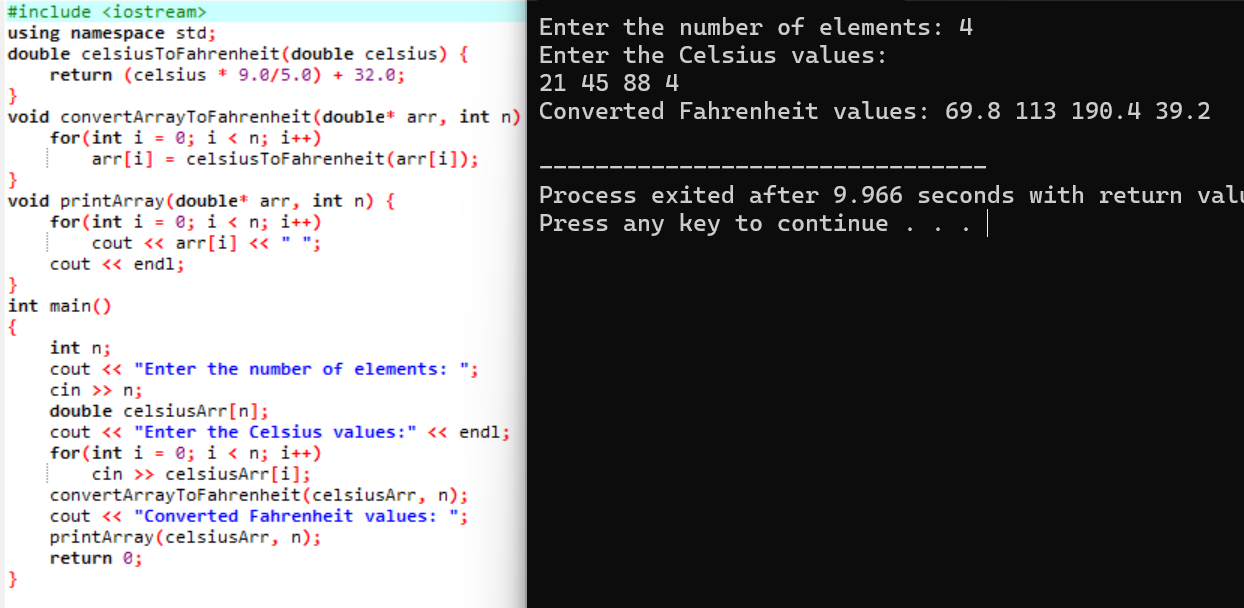 #include <iostream>
using namespace std;
double celsiusToFahrenheit(double celsius) {
    return (celsius * 9.0/5.0) + 32.0;
}
void convertArrayToFahrenheit(double* arr, int n)
    for(int i = 0; i < n; i++)
        arr[i] = celsiusToFahrenheit(arr[i]);
}
void printArray(double* arr, int n) {
    for(int i = 0; i < n; i++)
        cout << arr[i] << " ";
    cout << endl;
}
int main()
{
    int n;
    cout << "Enter the number of elements: ";
    cin >> n;
    double celsiusArr[n];
    cout << "Enter the Celsius values:" << endl;
    for(int i = 0; i < n; i++)
        cin >> celsiusArr[i];
    convertArrayToFahrenheit(celsiusArr, n);
    cout << "Converted Fahrenheit values: ";
    printArray(celsiusArr, n);
    return 0;
}
Enter the number of elements: 4
Enter the Celsius values:
21 45 88 4
Converted Fahrenheit values: 69.8 113 190.4 39.2
--------------------------------
Process exited after 9.966 seconds with return valu
Press any key to continue . . .